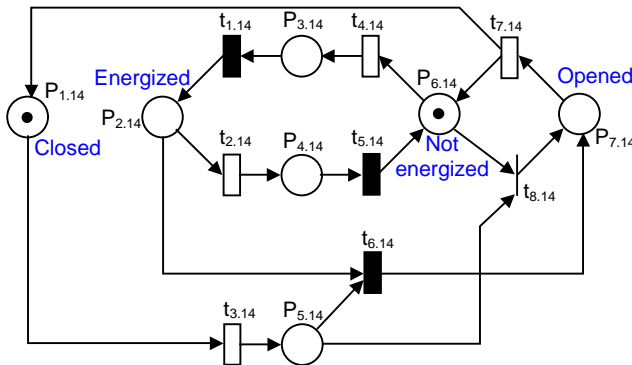 t1.14
P3.14
t4.14
t7.14
Energized
P6.14
Opened
P1.14
P2.14
Closed
t2.14
P4.14
t5.14
Not
energized
P7.14
t8.14
t6.14
t3.14
P5.14